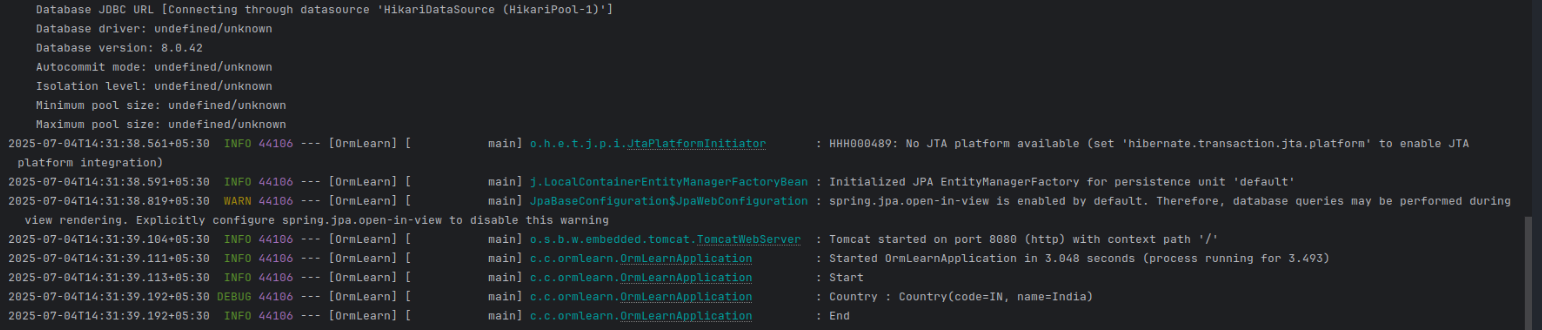 Database JDBC URL [Connecting through datasource 'HikariDataSource (HikariPool-1)']
Database driver: undefined/unknown
Database version: 8.0.42
Autocommit mode: undefined/unknown
Isolation level: undefined/unknown
Minimum pool size: undefined/unknown
Maximum pool size: undefined/unknown
2025-07-04T14:31:38.561+05:30  INFO 44106 --- [OrmLearn] [           main] o.h.e.t.j.p.i.JtaPlatformInitiator       : HHH000489: No JTA platform available (set 'hibernate.transaction.jta.platform' to enable JTA
platform integration)
2025-07-04T14:31:38.591+05:30  INFO 44106 --- [OrmLearn] [           main] j.LocalContainerEntityManagerFactoryBean : Initialized JPA EntityManagerFactory for persistence unit 'default'
2025-07-04T14:31:38.819+05:30  WARN 44106 --- [OrmLearn] [           main] JpaBaseConfiguration$JpaWebConfiguration : spring.jpa.open-in-view is enabled by default. Therefore, database queries may be performed during
view rendering. Explicitly configure spring.jpa.open-in-view to disable this warning
2025-07-04T14:31:39.104+05:30  INFO 44106 --- [OrmLearn] [           main] o.s.b.w.embedded.tomcat.TomcatWebServer  : Tomcat started on port 8080 (http) with context path '/'
2025-07-04T14:31:39.111+05:30  INFO 44106 --- [OrmLearn] [           main] c.c.ormlearn.OrmLearnApplication         : Started OrmLearnApplication in 3.048 seconds (process running for 3.493)
2025-07-04T14:31:39.113+05:30  INFO 44106 --- [OrmLearn] [           main] c.c.ormlearn.OrmLearnApplication         : Start
2025-07-04T14:31:39.192+05:30 DEBUG 44106 --- [OrmLearn] [           main] c.c.ormlearn.OrmLearnApplication         : Country : Country(code=IN, name=India)
2025-07-04T14:31:39.192+05:30  INFO 44106 --- [OrmLearn] [           main] c.c.ormlearn.OrmLearnApplication         : End